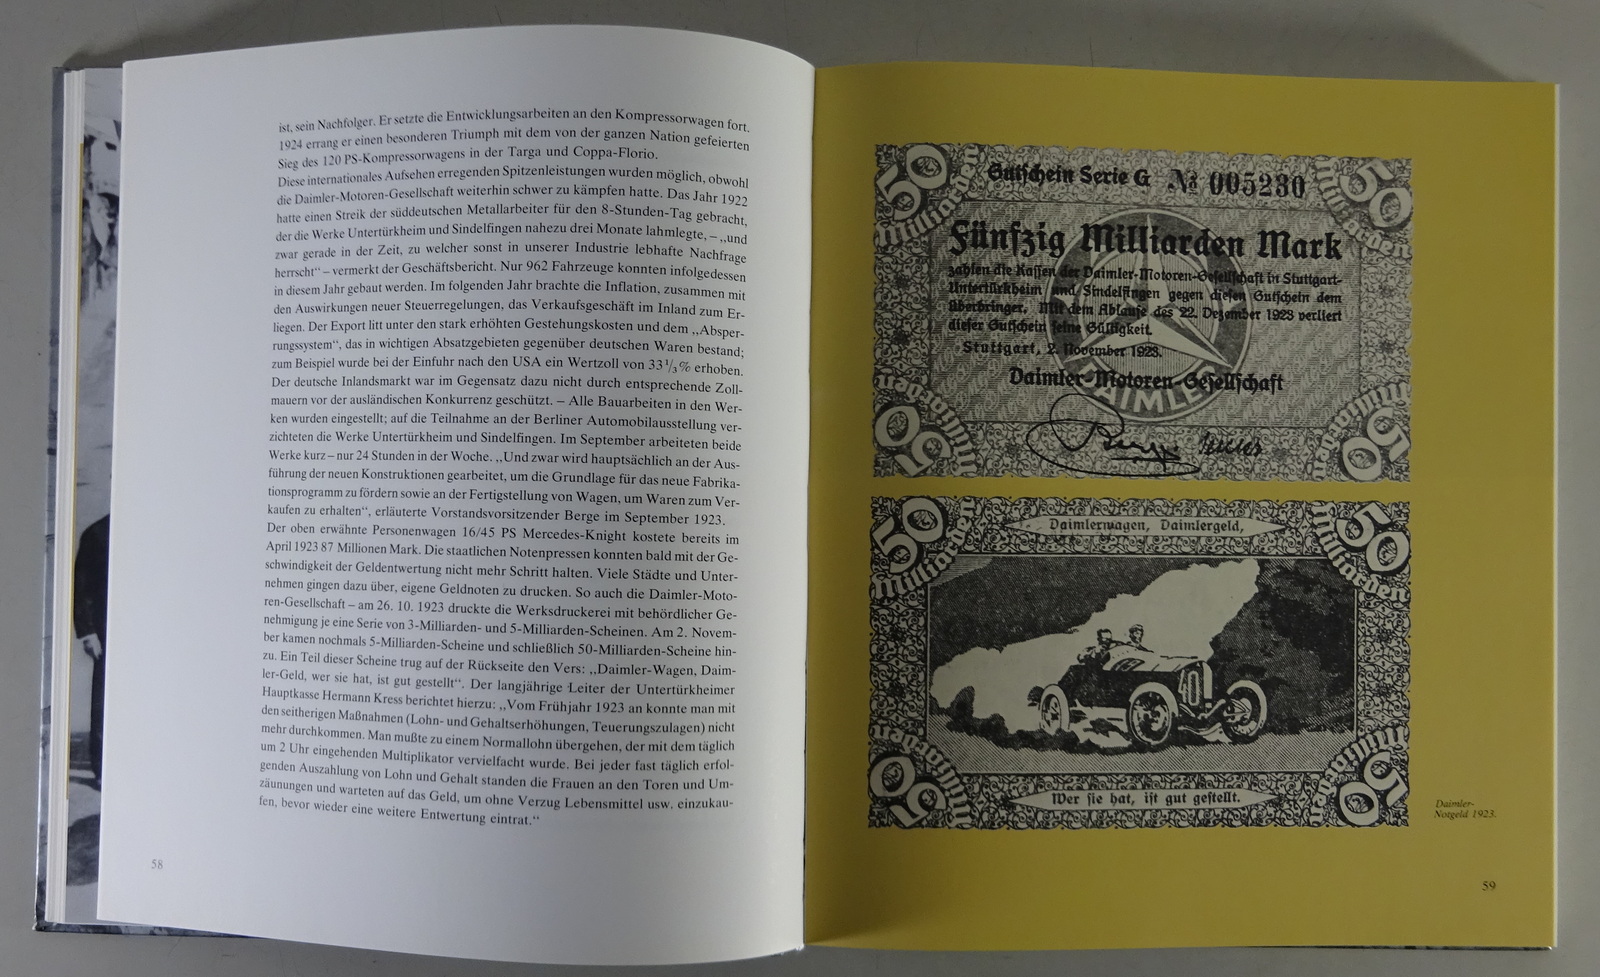 ist, sein Nachfolger. Er setzte die Entwicklungsarbeiten an den Kompressorwagen fort.
1924 errang er einen besonderen Triumph mit dem von der ganzen Nation gefeierten
Sieg des 120 PS-Kompressorwagens in der Targa und Coppa-Florio.
Diese internationales Aufsehen erregenden Spitzenleistungen wurden möglich, obwohl
die Daimler-Motoren-Gesellschaft weiterhin schwer zu kämpfen hatte. Das Jahr 1922
hatte einen Streik der süddeutschen Metallarbeiter für den 8-Stunden-Tag gebracht,
der die Werke Untertürkheim und Sindelfingen nahezu drei Monate lahmlegte, – „und
zwar gerade in der Zeit, zu welcher sonst in unserer Industrie lebhafte Nachfrage
herrscht“ – vermerkt der Geschäftsbericht. Nur 962 Fahrzeuge konnten infolgedessen
in diesem Jahr gebaut werden. Im folgenden Jahr brachte die Inflation, zusammen mit
den Auswirkungen neuer Steuerregelungen, das Verkaufsgeschäft im Inland zum Er-
liegen. Der Export litt unter den stark erhöhten Gestehungskosten und dem „Absper-
rungssystem“, das in wichtigen Absatzgebieten gegenüber deutschen Waren bestand;
zum Beispiel wurde bei der Einfuhr nach den USA ein Wertzoll von 33 1/3% erhoben.
Der deutsche Inlandsmarkt war im Gegensatz dazu nicht durch entsprechende Zoll-
mauern vor der ausländischen Konkurrenz geschützt. – Alle Bauarbeiten in den Wer-
ken wurden eingestellt; auf die Teilnahme an der Berliner Automobilausstellung ver-
zichteten die Werke Untertürkheim und Sindelfingen. Im September arbeiteten beide
Werke kurz – nur 24 Stunden in der Woche. „Und zwar wird hauptsächlich an der Aus-
führung der neuen Konstruktionen gearbeitet, um die Grundlage für das neue Fabrika-
tionsprogramm zu fördern sowie an der Fertigstellung von Wagen, um Waren zum Ver-
kaufen zu erhalten“, erläuterte Vorstandsvorsitzender Berge im September 1923.
Der oben erwähnte Personenwagen 16/45 PS Mercedes-Knight kostete bereits im
April 1923 87 Millionen Mark. Die staatlichen Notenpressen konnten bald mit der Ge-
schwindigkeit der Geldentwertung nicht mehr Schritt halten. Viele Städte und Unter-
nehmen gingen dazu über, eigene Geldnoten zu drucken. So auch die Daimler-Moto-
ren-Gesellschaft – am 26. 10. 1923 druckte die Werksdruckerei mit behördlicher Ge-
nehmigung je eine Serie von 3-Milliarden- und 5-Milliarden-Scheinen. Am 2. Novem-
ber kamen nochmals 5-Milliarden-Scheine und schließlich 50-Milliarden-Scheine hin-
zu. Ein Teil dieser Scheine trug auf der Rückseite den Vers: „Daimler-Wagen, Daim-
ler-Geld, wer sie hat, ist gut gestellt“. Der langjährige Leiter der Untertürkheimer
Hauptkasse Hermann Kress berichtet hierzu: „Vom Frühjahr 1923 an konnte man mit
den seitherigen Maßnahmen (Lohn- und Gehaltserhöhungen, Teuerungszulagen) nicht
mehr durchkommen. Man mußte zu einem Normallohn übergehen, der mit dem täglich
um 2 Uhr eingehenden Multiplikator vervielfacht wurde. Bei jeder fast täglich erfol-
genden Auszahlung von Lohn und Gehalt standen die Frauen an den Toren und Um-
zäunungen und warteten auf das Geld, um ohne Verzug Lebensmittel usw. einzukau-
fen, bevor wieder eine weitere Entwertung eintrat.“
58
50 Milliarden
50 Milliarden
Gutschein Serie G № 005230
Fünfzig Milliarden Mark
zahlen die Kassen der Daimler-Motoren-Gesellschaft in Stuttgart-
Untertürkheim und Sindelfingen gegen diesen Gutschein dem
Überbringer. Mit dem Ablaufe des 22. Dezember 1923 verliert
dieser Gutschein seine Gültigkeit.
Stuttgart, 2. November 1923.
Daimler-Motoren-Gesellschaft
DAIMLER
50 Milliarden
50 Milliarden
50 Milliarden
50 Milliarden
Daimlerwagen, Daimlergeld,
10
Wer sie hat, ist gut gestellt.
50 Milliarden
50 Milliarden
Daimler-
Notgeld 1923.
59